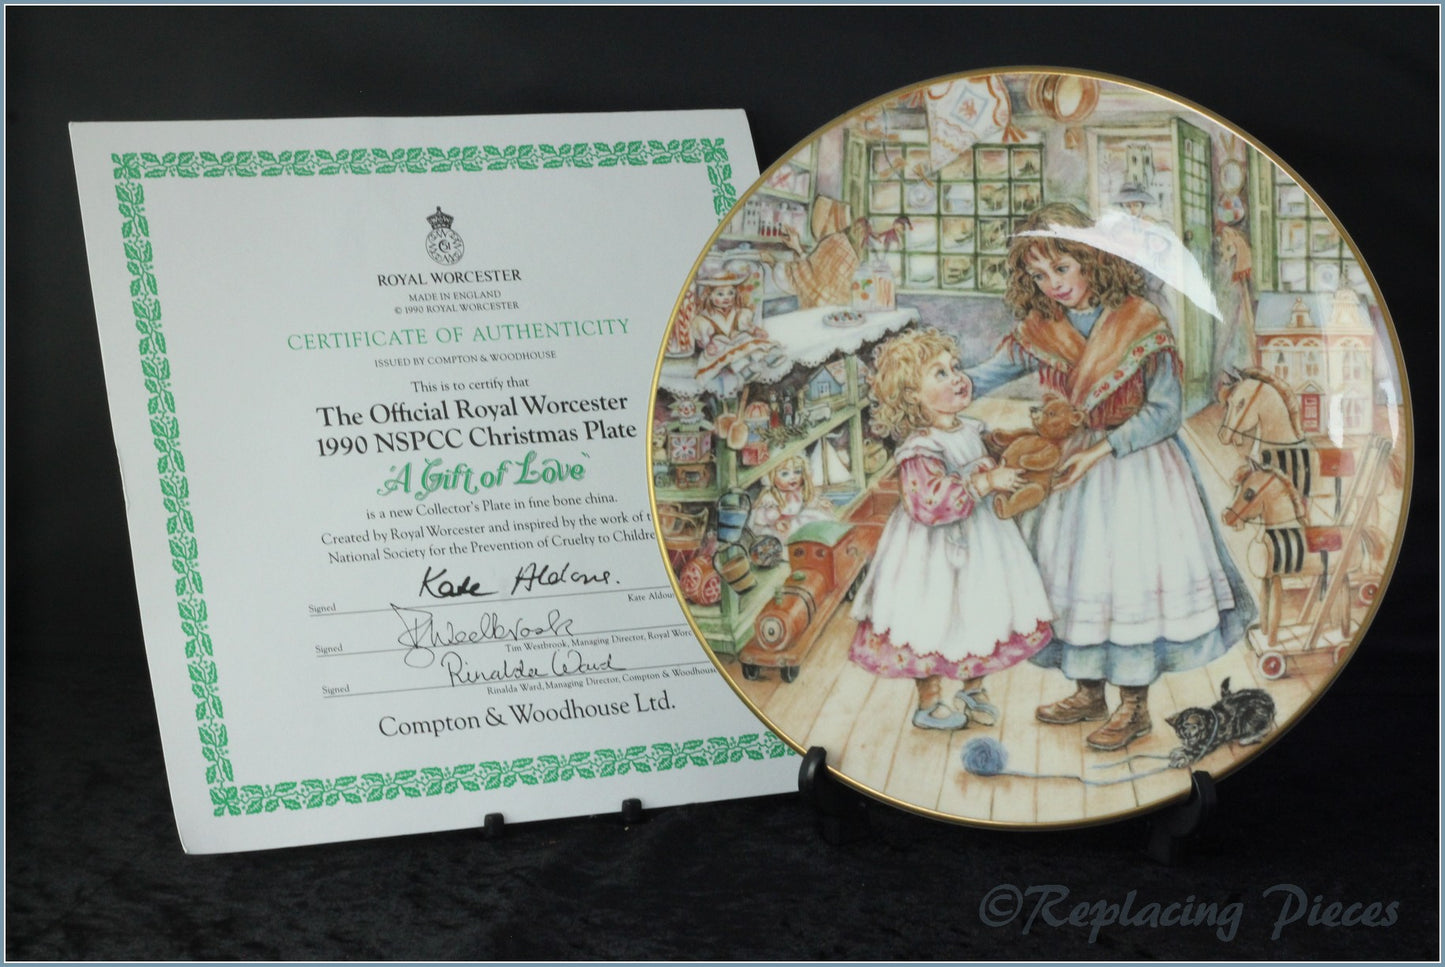 ROYAL WORCESTER
MADE IN ENGLAND
© 1990 ROYAL WORCESTER
CERTIFICATE OF AUTHENTICITY
ISSUED BY COMPTON & WOODHOUSE
This is to certify that
The Official Royal Worcester
1990 NSPCC Christmas Plate
'A Gift of Love'
is a new Collector's Plate in fine bone china.
Created by Royal Worcester and inspired by the work of
National Society for the Prevention of Cruelty to Childre
Kate Aldous.
Signed Kate Aldou
T Westbrook
Signed Tim Westbrook, Managing Director, Royal Worc
Rinalda Ward
Signed Rinalda Ward, Managing Director, Compton & Woodhouse
Compton & Woodhouse Ltd.
©Replacing Pieces